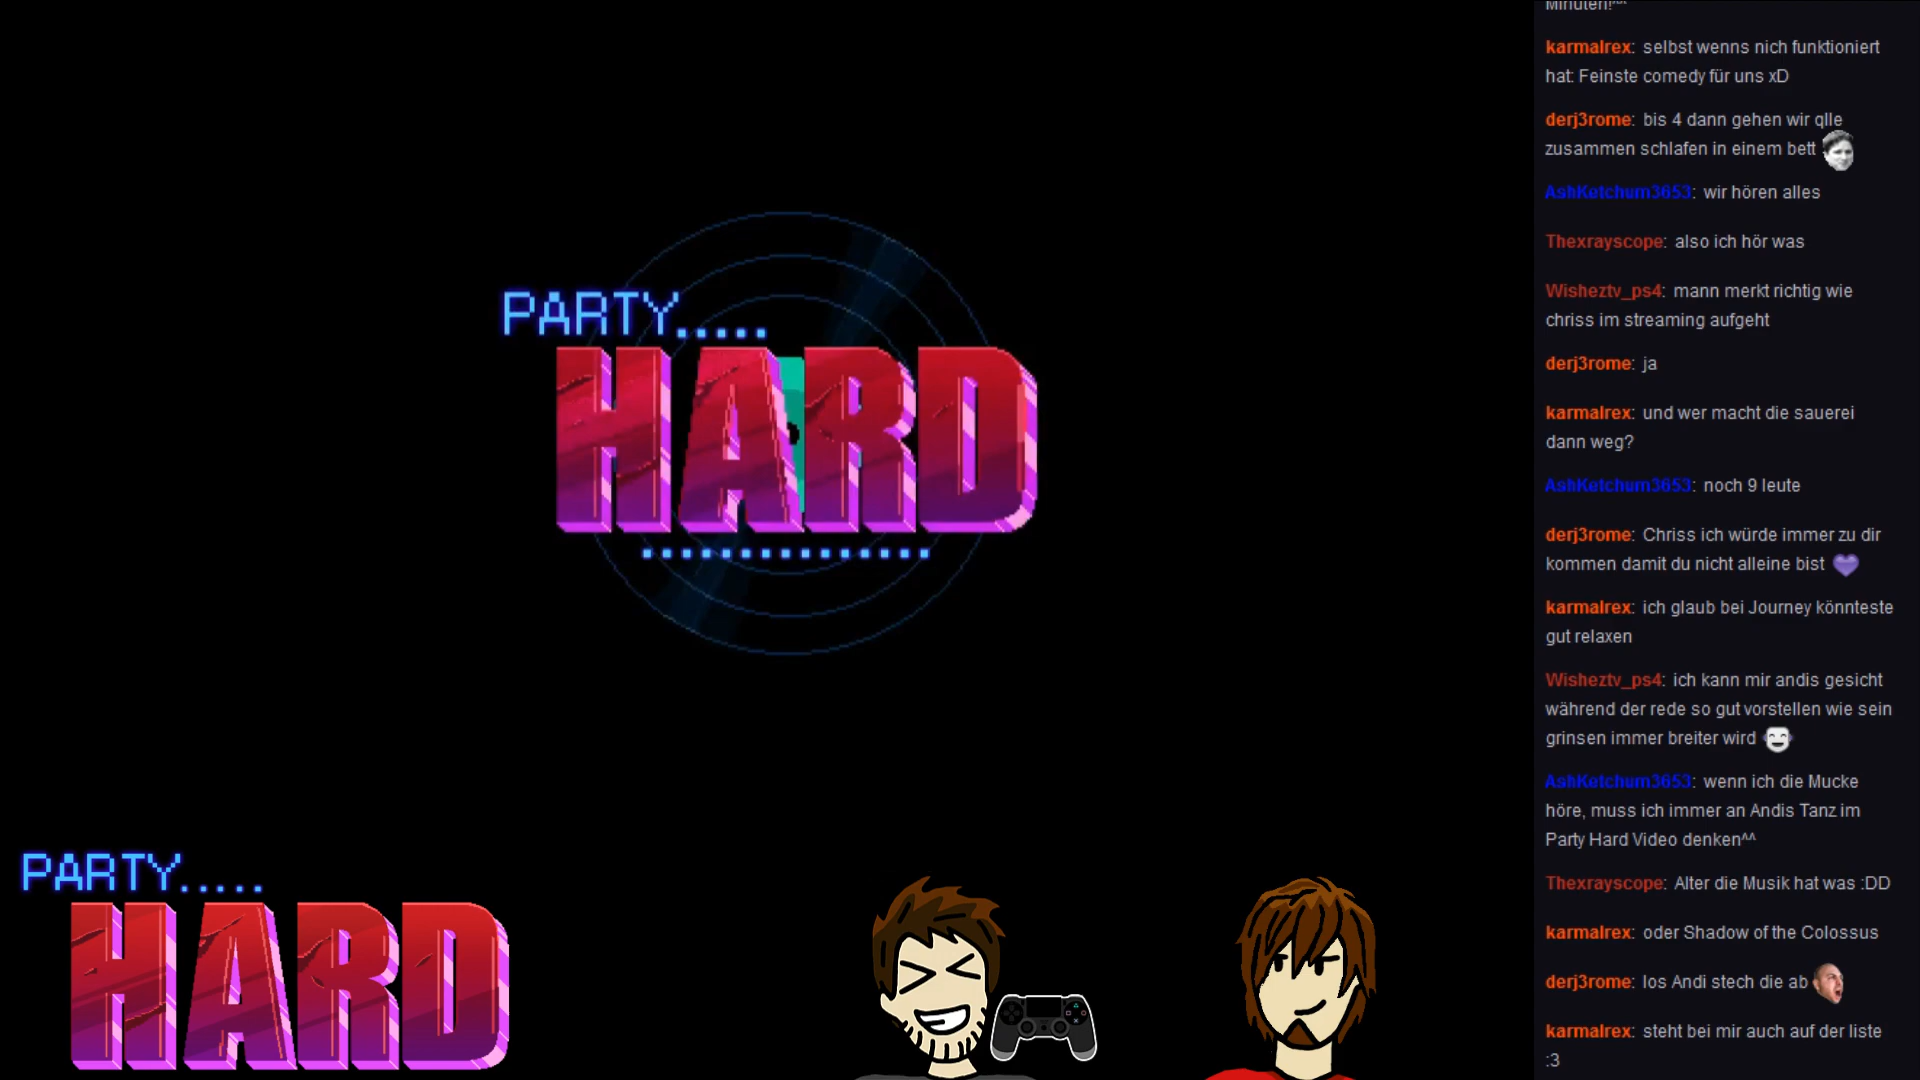 PARTY.....
HARD
PARTY.....
HARD
karmalrex: selbst wenns nich funktioniert
hat: Feinste comedy für uns xD
derj3rome: bis 4 dann gehen wir qlle
zusammen schlafen in einem bett
AshKetchum3653: wir hören alles
Thexrayscope: also ich hör was
Wisheztv_ps4: mann merkt richtig wie
chriss im streaming aufgeht
derj3rome: ja
karmalrex: und wer macht die sauerei
dann weg?
AshKetchum3653: noch 9 leute
derj3rome: Chriss ich würde immer zu dir
kommen damit du nicht alleine bist
karmalrex: ich glaub bei Journey könnteste
gut relaxen
Wisheztv_ps4: ich kann mir andis gesicht
während der rede so gut vorstellen wie sein
grinsen immer breiter wird
AshKetchum3653: wenn ich die Mucke
höre, muss ich immer an Andis Tanz im
Party Hard Video denken^^
Thexrayscope: Alter die Musik hat was :DD
karmalrex: oder Shadow of the Colossus
derj3rome: los Andi stech die ab
karmalrex: steht bei mir auch auf der liste
:3